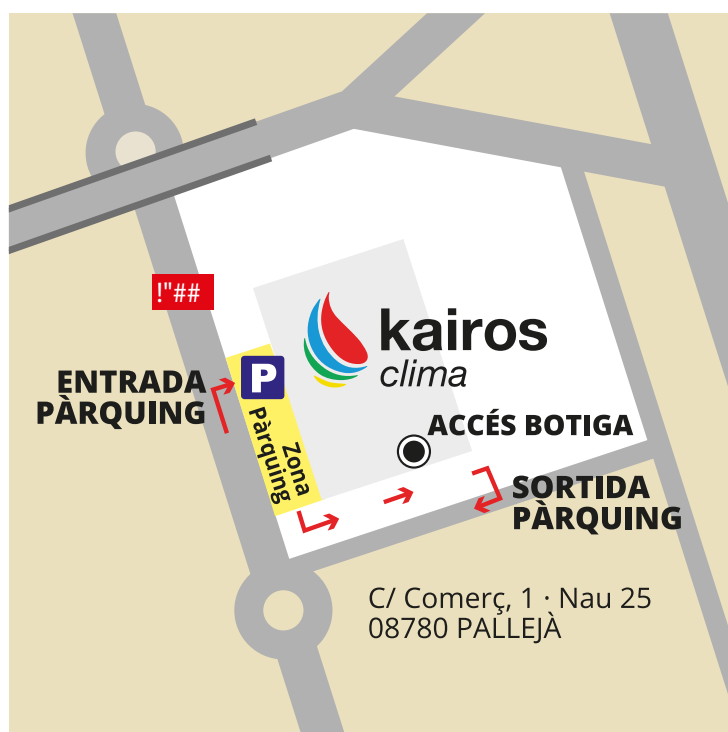 !"##
kairos
clima
ENTRADA
PÀRQUING
P
Zona
Pàrquing
ACCÉS BOTIGA
SORTIDA
PÀRQUING
C/ Comerç, 1 · Nau 25
08780 PALLEJÀ